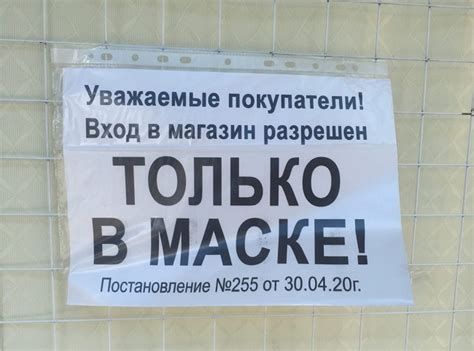 Уважаемые покупатели!
Вход в магазин разрешен
ТОЛЬКО
В МАСКЕ!
Постановление №255 от 30.04.20г.